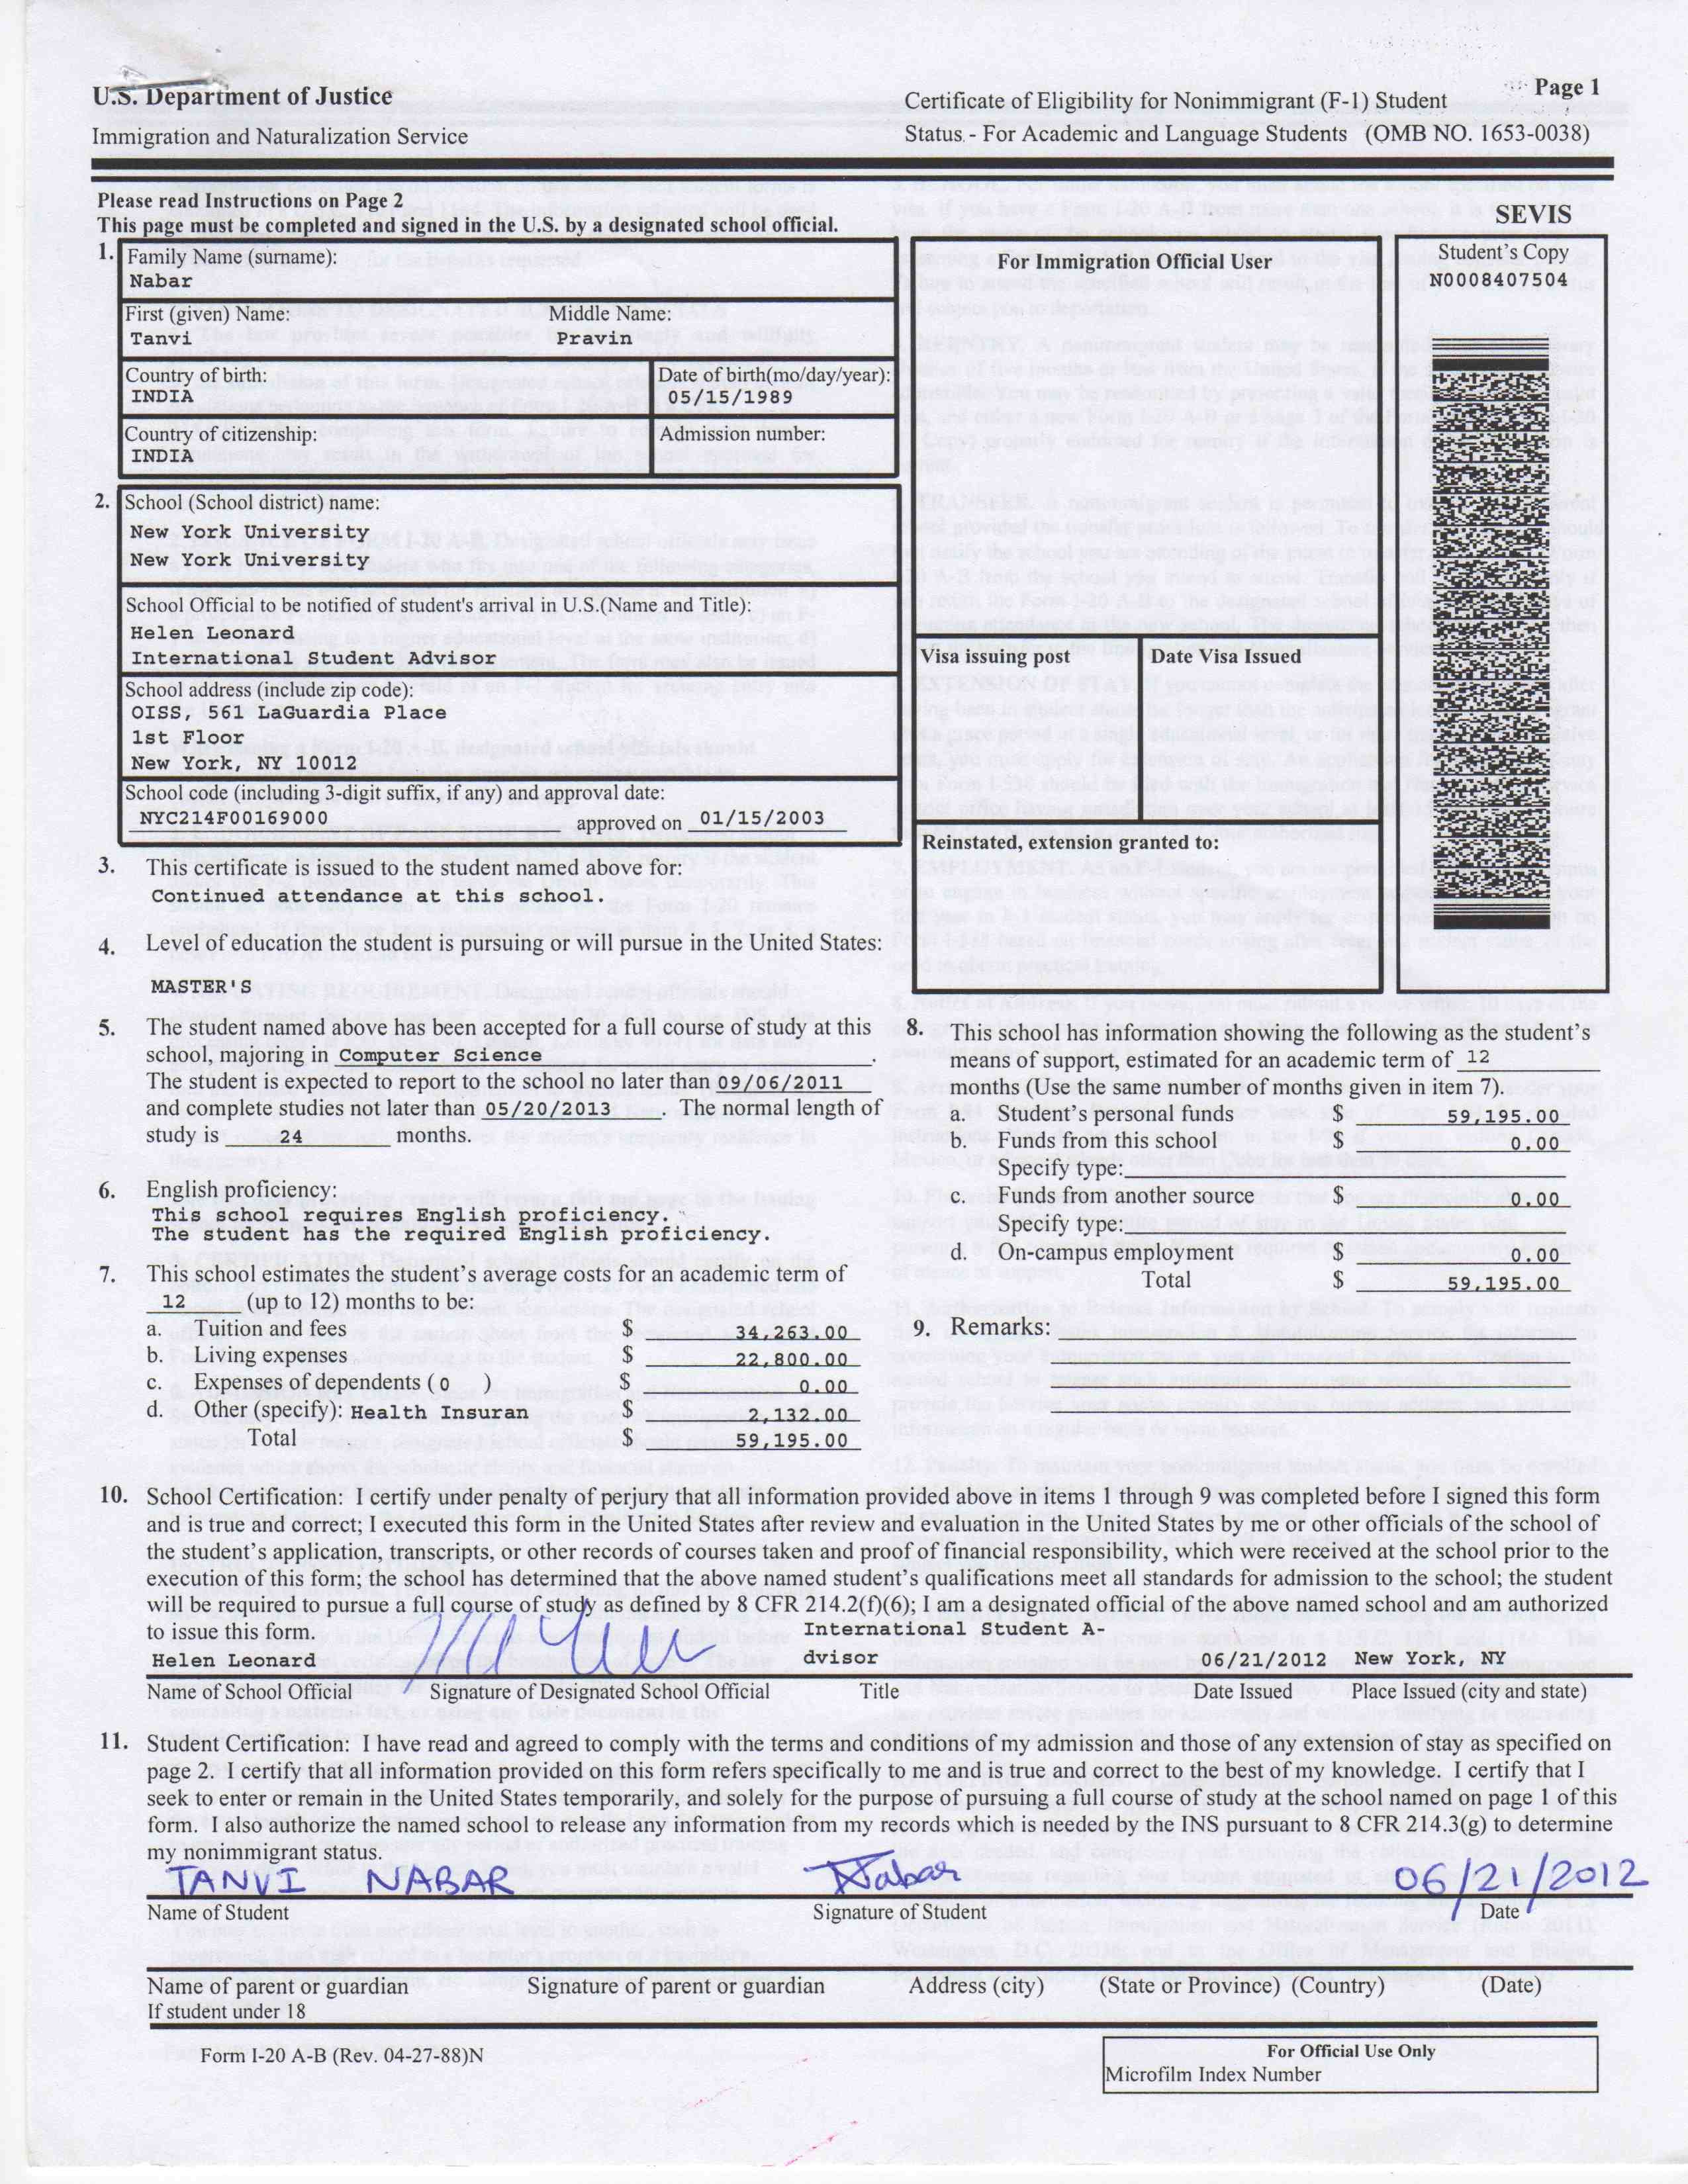 U.S. Department of Justice
Immigration and Naturalization Service
Certificate of Eligibility for Nonimmigrant (F-1) Student
Status - For Academic and Language Students (OMB NO. 1653-0038)
Page 1
Please read Instructions on Page 2
This page must be completed and signed in the U.S. by a designated school official.
SEVIS
1. Family Name (surname):
Nabar
First (given) Name: Middle Name:
Tanvi Pravin
Country of birth: Date of birth(mo/day/year):
INDIA 05/15/1989
Country of citizenship: Admission number:
INDIA
For Immigration Official User
Student's Copy
N0008407504
2. School (School district) name:
New York University
New York University
School Official to be notified of student's arrival in U.S.(Name and Title):
Helen Leonard
International Student Advisor
School address (include zip code):
OISS, 561 LaGuardia Place
1st Floor
New York, NY 10012
School code (including 3-digit suffix, if any) and approval date:
NYC214F00169000 approved on 01/15/2003
Visa issuing post Date Visa Issued
Reinstated, extension granted to:
3. This certificate is issued to the student named above for:
Continued attendance at this school.
4. Level of education the student is pursuing or will pursue in the United States:
MASTER'S
5. The student named above has been accepted for a full course of study at this
school, majoring in Computer Science .
The student is expected to report to the school no later than 09/06/2011
and complete studies not later than 05/20/2013 . The normal length of
study is 24 months.
6. English proficiency:
This school requires English proficiency.
The student has the required English proficiency.
7. This school estimates the student's average costs for an academic term of
12 (up to 12) months to be:
a. Tuition and fees $ 34,263.00
b. Living expenses $ 22,800.00
c. Expenses of dependents ( 0 ) $ 0.00
d. Other (specify): Health Insuran $ 2,132.00
Total $ 59,195.00
8. This school has information showing the following as the student's
means of support, estimated for an academic term of 12
months (Use the same number of months given in item 7).
a. Student's personal funds $ 59,195.00
b. Funds from this school $ 0.00
Specify type:
c. Funds from another source $ 0.00
Specify type:
d. On-campus employment $ 0.00
Total $ 59,195.00
9. Remarks:
10. School Certification: I certify under penalty of perjury that all information provided above in items 1 through 9 was completed before I signed this form
and is true and correct; I executed this form in the United States after review and evaluation in the United States by me or other officials of the school of
the student's application, transcripts, or other records of courses taken and proof of financial responsibility, which were received at the school prior to the
execution of this form; the school has determined that the above named student's qualifications meet all standards for admission to the school; the student
will be required to pursue a full course of study as defined by 8 CFR 214.2(f)(6); I am a designated official of the above named school and am authorized
to issue this form. International Student A-
Helen Leonard dvisor 06/21/2012 New York, NY
Name of School Official Signature of Designated School Official Title Date Issued Place Issued (city and state)
11. Student Certification: I have read and agreed to comply with the terms and conditions of my admission and those of any extension of stay as specified on
page 2. I certify that all information provided on this form refers specifically to me and is true and correct to the best of my knowledge. I certify that I
seek to enter or remain in the United States temporarily, and solely for the purpose of pursuing a full course of study at the school named on page 1 of this
form. I also authorize the named school to release any information from my records which is needed by the INS pursuant to 8 CFR 214.3(g) to determine
my nonimmigrant status.
TANVI NABAR Nabar 06/21/2012
Name of Student Signature of Student Date
Name of parent or guardian Signature of parent or guardian Address (city) (State or Province) (Country) (Date)
If student under 18
Form I-20 A-B (Rev. 04-27-88)N
For Official Use Only
Microfilm Index Number